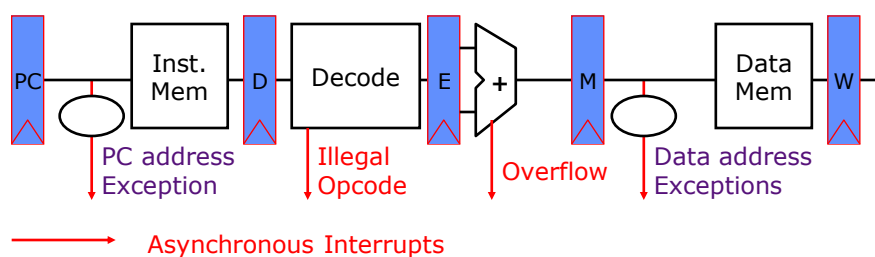 PC
Inst.
Mem
D
Decode
E
+
M
Data
Mem
W
PC address
Exception
Illegal
Opcode
Overflow
Data address
Exceptions
Asynchronous Interrupts